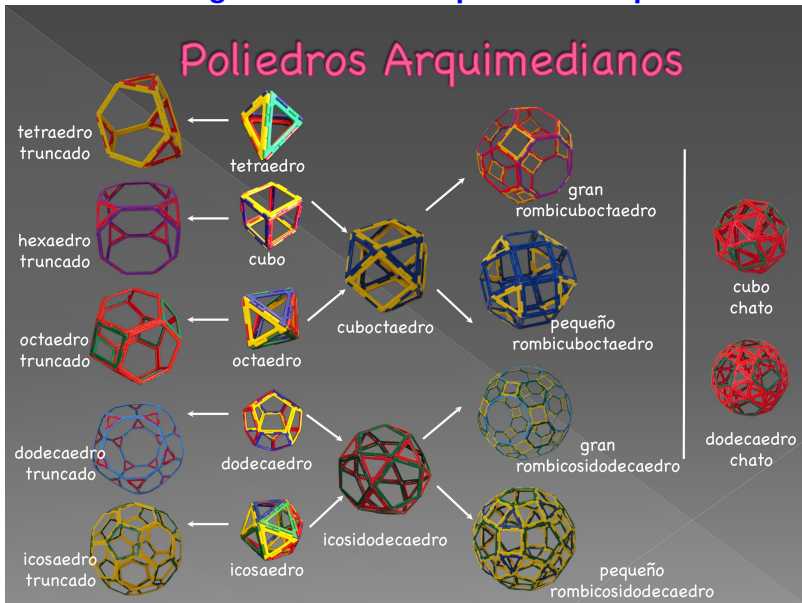 Poliedros Arquimedianos
tetraedro
truncado
tetraedro
gran
rombicuboctaedro
hexaedro
truncado
cubo
cuboctaedro
cubo
chato
octaedro
truncado
octaedro
pequeño
rombicuboctaedro
dodecaedro
truncado
dodecaedro
gran
rombicosidodecaedro
dodecaedro
chato
icosaedro
truncado
icosaedro
icosidodecaedro
pequeño
rombicosidodecaedro